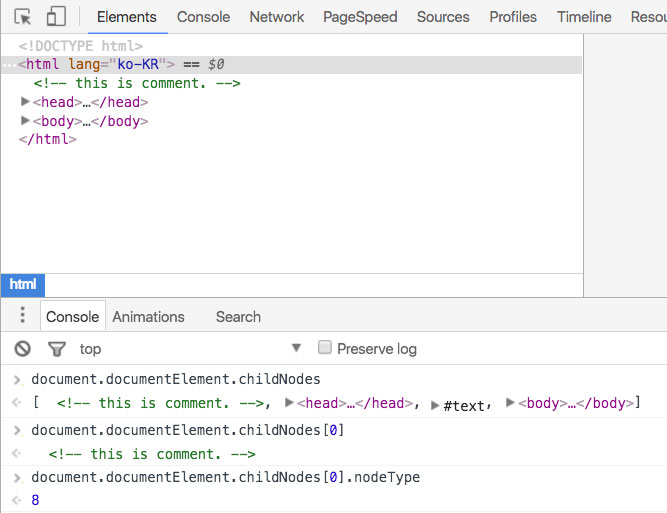 Elements Console Network PageSpeed Sources Profiles Timeline
<!DOCTYPE html>
…<html lang="ko-KR"> == $0
<!-- this is comment. -->
▶<head>…</head>
▶<body>…</body>
</html>
html
Console Animations Search
top ▼ Preserve log
> document.documentElement.childNodes
<· [ <!-- this is comment. -->, ▶<head>…</head>, ▶#text, ▶<body>…</body>]
> document.documentElement.childNodes[0]
<· <!-- this is comment. -->
> document.documentElement.childNodes[0].nodeType
<· 8